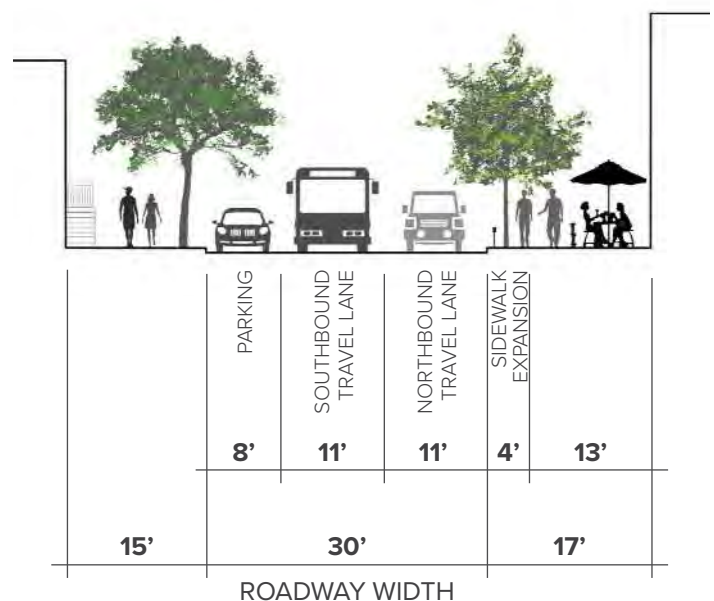 PARKING
SOUTHBOUND
TRAVEL LANE
NORTHBOUND
TRAVEL LANE
SIDEWALK
EXPANSION
8’ 11’ 11’ 4’ 13’
15’ 30’ 17’
ROADWAY WIDTH